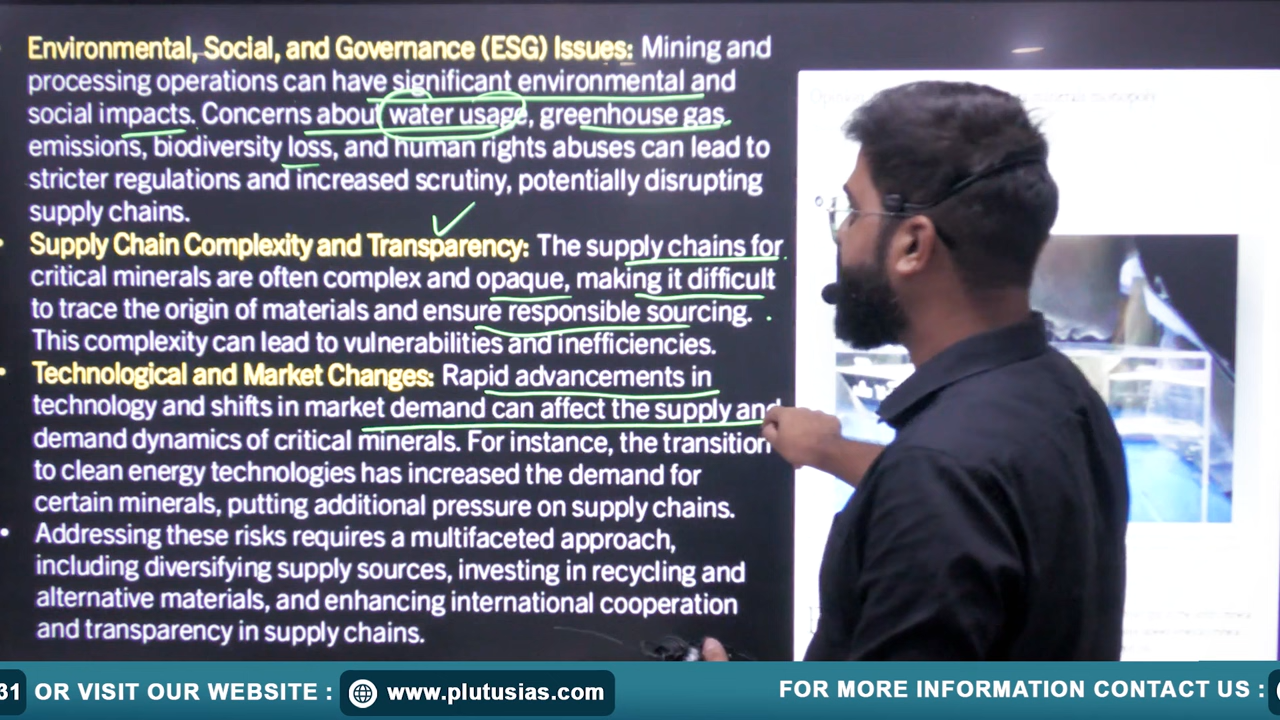 Environmental, Social, and Governance (ESG) Issues: Mining and
processing operations can have significant environmental and
social impacts. Concerns about water usage, greenhouse gas
emissions, biodiversity loss, and human rights abuses can lead to
stricter regulations and increased scrutiny, potentially disrupting
supply chains.
• Supply Chain Complexity and Transparency: The supply chains for
critical minerals are often complex and opaque, making it difficult
to trace the origin of materials and ensure responsible sourcing.
This complexity can lead to vulnerabilities and inefficiencies.
• Technological and Market Changes: Rapid advancements in
technology and shifts in market demand can affect the supply and
demand dynamics of critical minerals. For instance, the transition
to clean energy technologies has increased the demand for
certain minerals, putting additional pressure on supply chains.
• Addressing these risks requires a multifaceted approach,
including diversifying supply sources, investing in recycling and
alternative materials, and enhancing international cooperation
and transparency in supply chains.
31 OR VISIT OUR WEBSITE : www.plutusias.com FOR MORE INFORMATION CONTACT US :